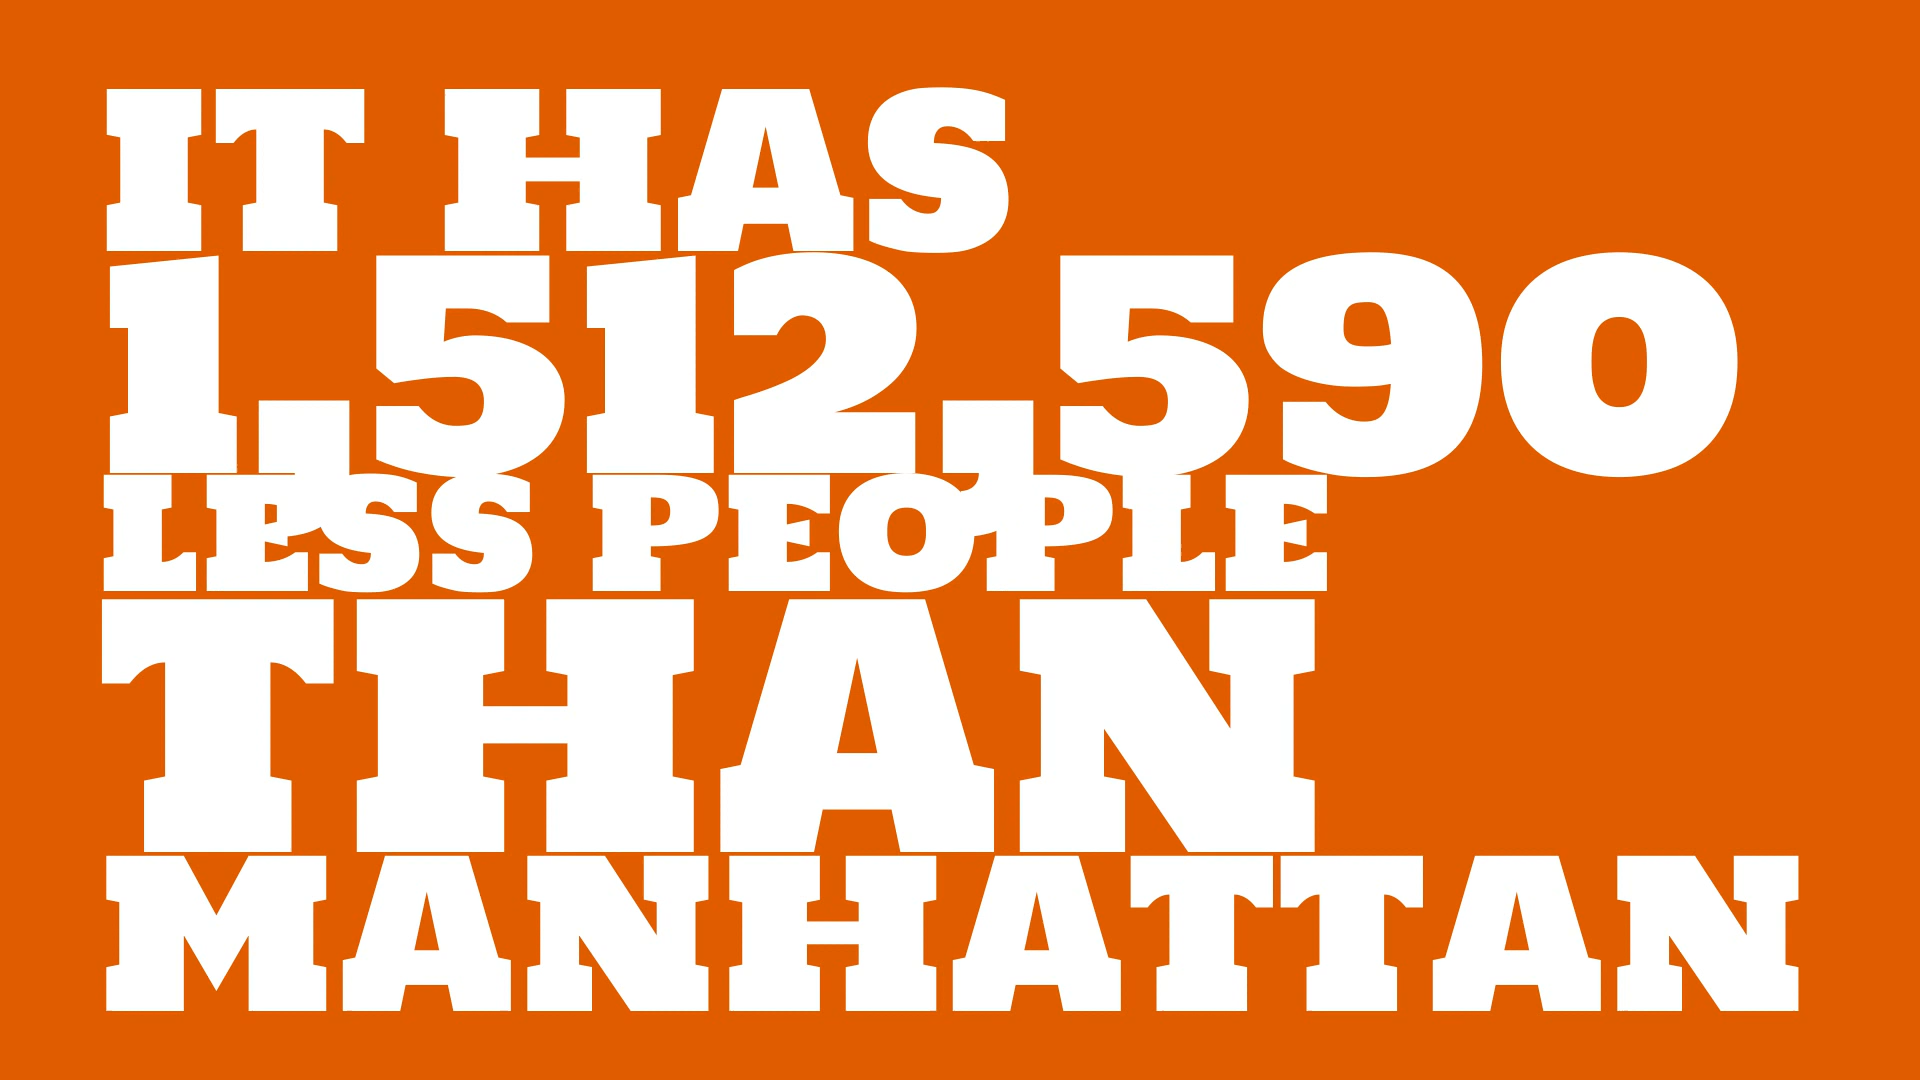 IT HAS
1,512,590
LESS PEOPLE
THAN
MANHATTAN